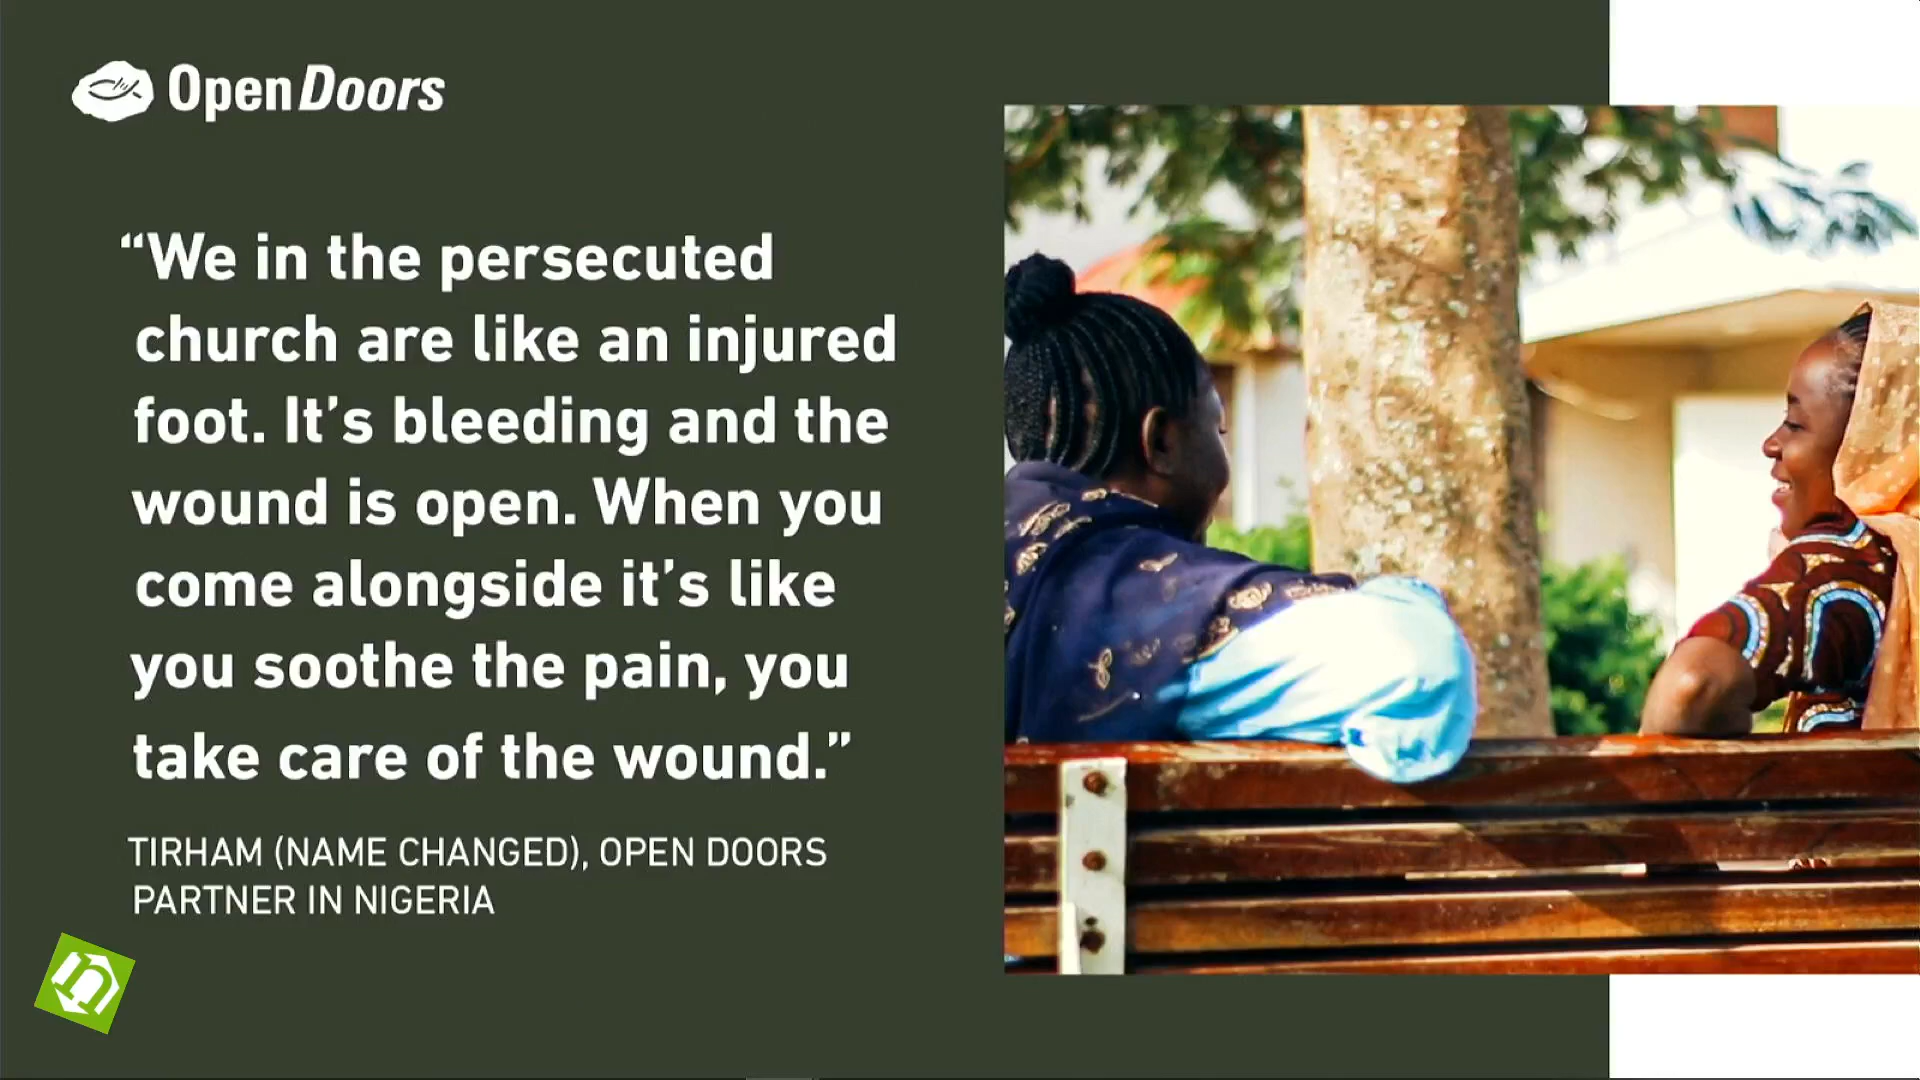 OpenDoors
“We in the persecuted
church are like an injured
foot. It’s bleeding and the
wound is open. When you
come alongside it’s like
you soothe the pain, you
take care of the wound.”
TIRHAM (NAME CHANGED), OPEN DOORS
PARTNER IN NIGERIA